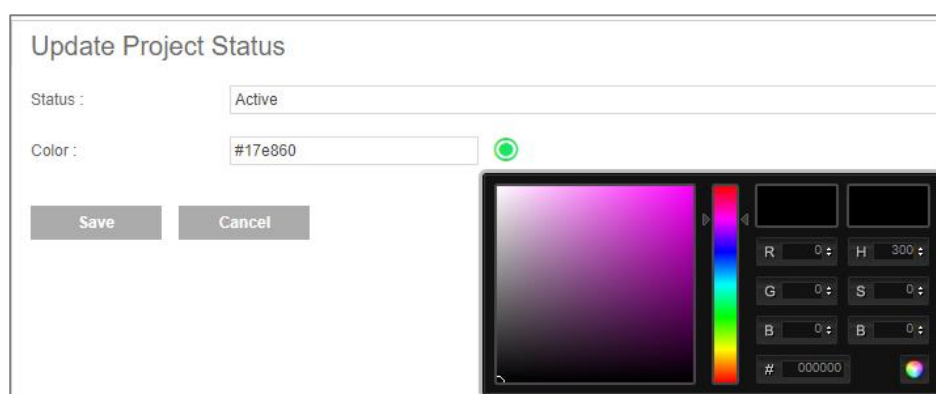 Update Project Status
Status :
Active
Color :
#17e860
Save
Cancel
R 0 H 300
G 0 S 0
B 0 B 0
# 000000